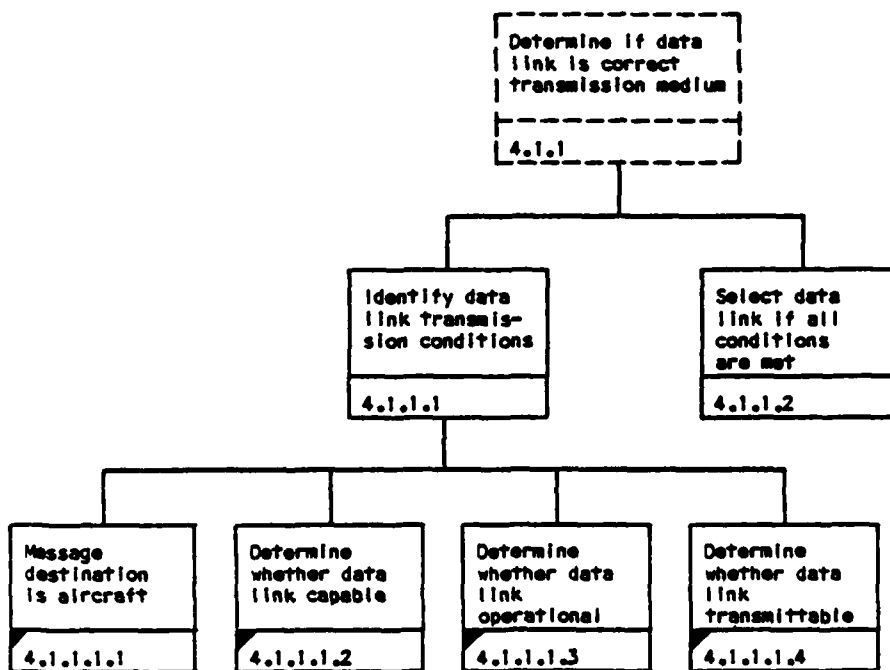 Determine if data
link is correct
transmission medium
4.1.1
Identify data
link transmis-
sion conditions
4.1.1.1
Select data
link if all
conditions
are met
4.1.1.2
Message
destination
is aircraft
4.1.1.1.1
Determine
whether data
link capable
4.1.1.1.2
Determine
whether data
link
operational
4.1.1.1.3
Determine
whether data
link
transmittable
4.1.1.1.4